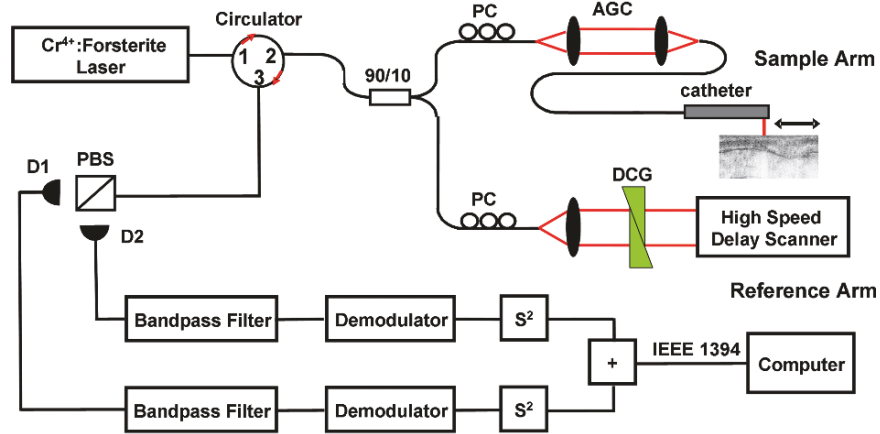 Circulator
Cr4+:Forsterite
Laser
1 2
3
90/10
PC
AGC
Sample Arm
catheter
D1
PBS
D2
PC
DCG
High Speed
Delay Scanner
Reference Arm
Bandpass Filter
Demodulator
S2
+
IEEE 1394
Computer
Bandpass Filter
Demodulator
S2